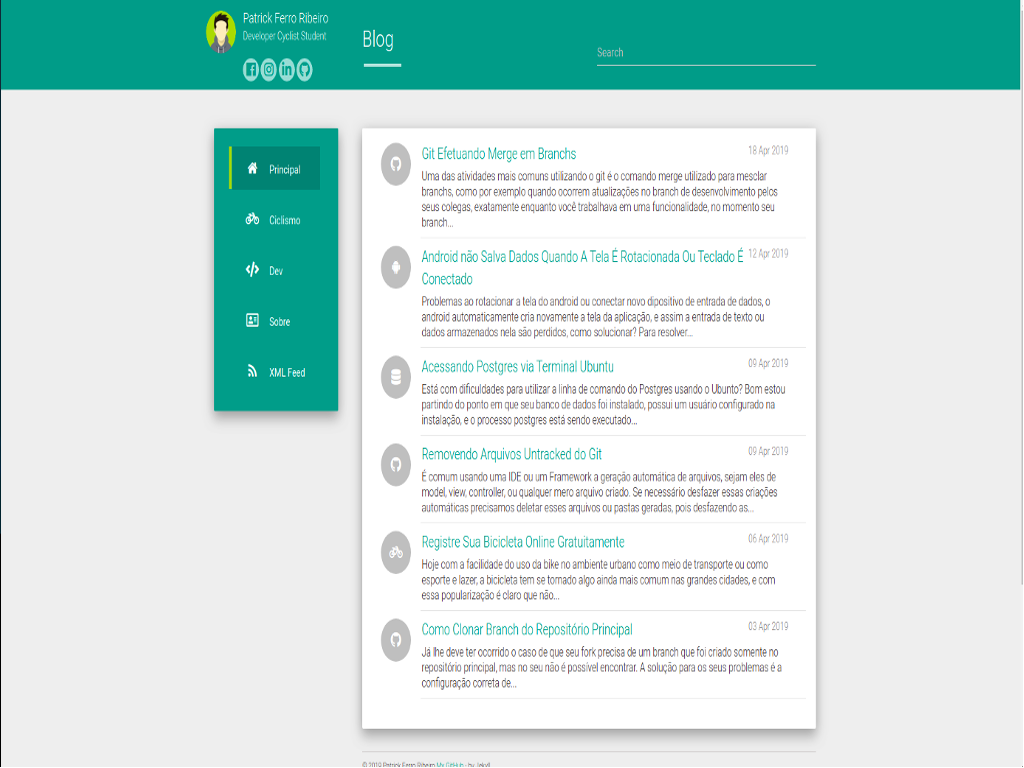 Patrick Ferro Ribeiro
Developer Cyclist Student
Blog
Search
Principal
Ciclismo
Dev
Sobre
XML Feed
Git Efetuando Merge em Branchs
18 Apr 2019
Uma das atividades mais comuns utilizando o git é o comando merge utilizado para mesclar
branchs, como por exemplo quando ocorrem atualizações no branch de desenvolvimento pelos
seus colegas, exatamente enquanto você trabalhava em uma funcionalidade, no momento seu
branch...
Android não Salva Dados Quando A Tela É Rotacionada Ou Teclado É
Conectado
12 Apr 2019
Problemas ao rotacionar a tela do android ou conectar novo dipositivo de entrada de dados, o
android automaticamente cria novamente a tela da aplicação, e assim a entrada de texto ou
dados armazenados nela são perdidos, como solucionar? Para resolver...
Acessando Postgres via Terminal Ubuntu
09 Apr 2019
Está com dificuldades para utilizar a linha de comando do Postgres usando o Ubunto? Bom estou
partindo do ponto em que seu banco de dados foi instalado, possui um usuário configurado na
instalação, e o processo postgres está sendo executado...
Removendo Arquivos Untracked do Git
09 Apr 2019
É comum usando uma IDE ou um Framework a geração automática de arquivos, sejam eles de
model, view, controller, ou qualquer mero arquivo criado. Se necessário desfazer essas criações
automáticas precisamos deletar esses arquivos ou pastas geradas, pois desfazendo as...
Registre Sua Bicicleta Online Gratuitamente
06 Apr 2019
Hoje com a facilidade do uso da bike no ambiente urbano como meio de transporte ou como
esporte e lazer, a bicicleta tem se tornado algo ainda mais comum nas grandes cidades, e com
essa popularização é claro que não...
Como Clonar Branch do Repositório Principal
03 Apr 2019
Já lhe deve ter ocorrido o caso de que seu fork precisa de um branch que foi criado somente no
repositório principal, mas no seu não é possível encontrar. A solução para os seus problemas é a
configuração correta de...
© 2019 Patrick Ferro Ribeiro My GitHub - by Jekyll